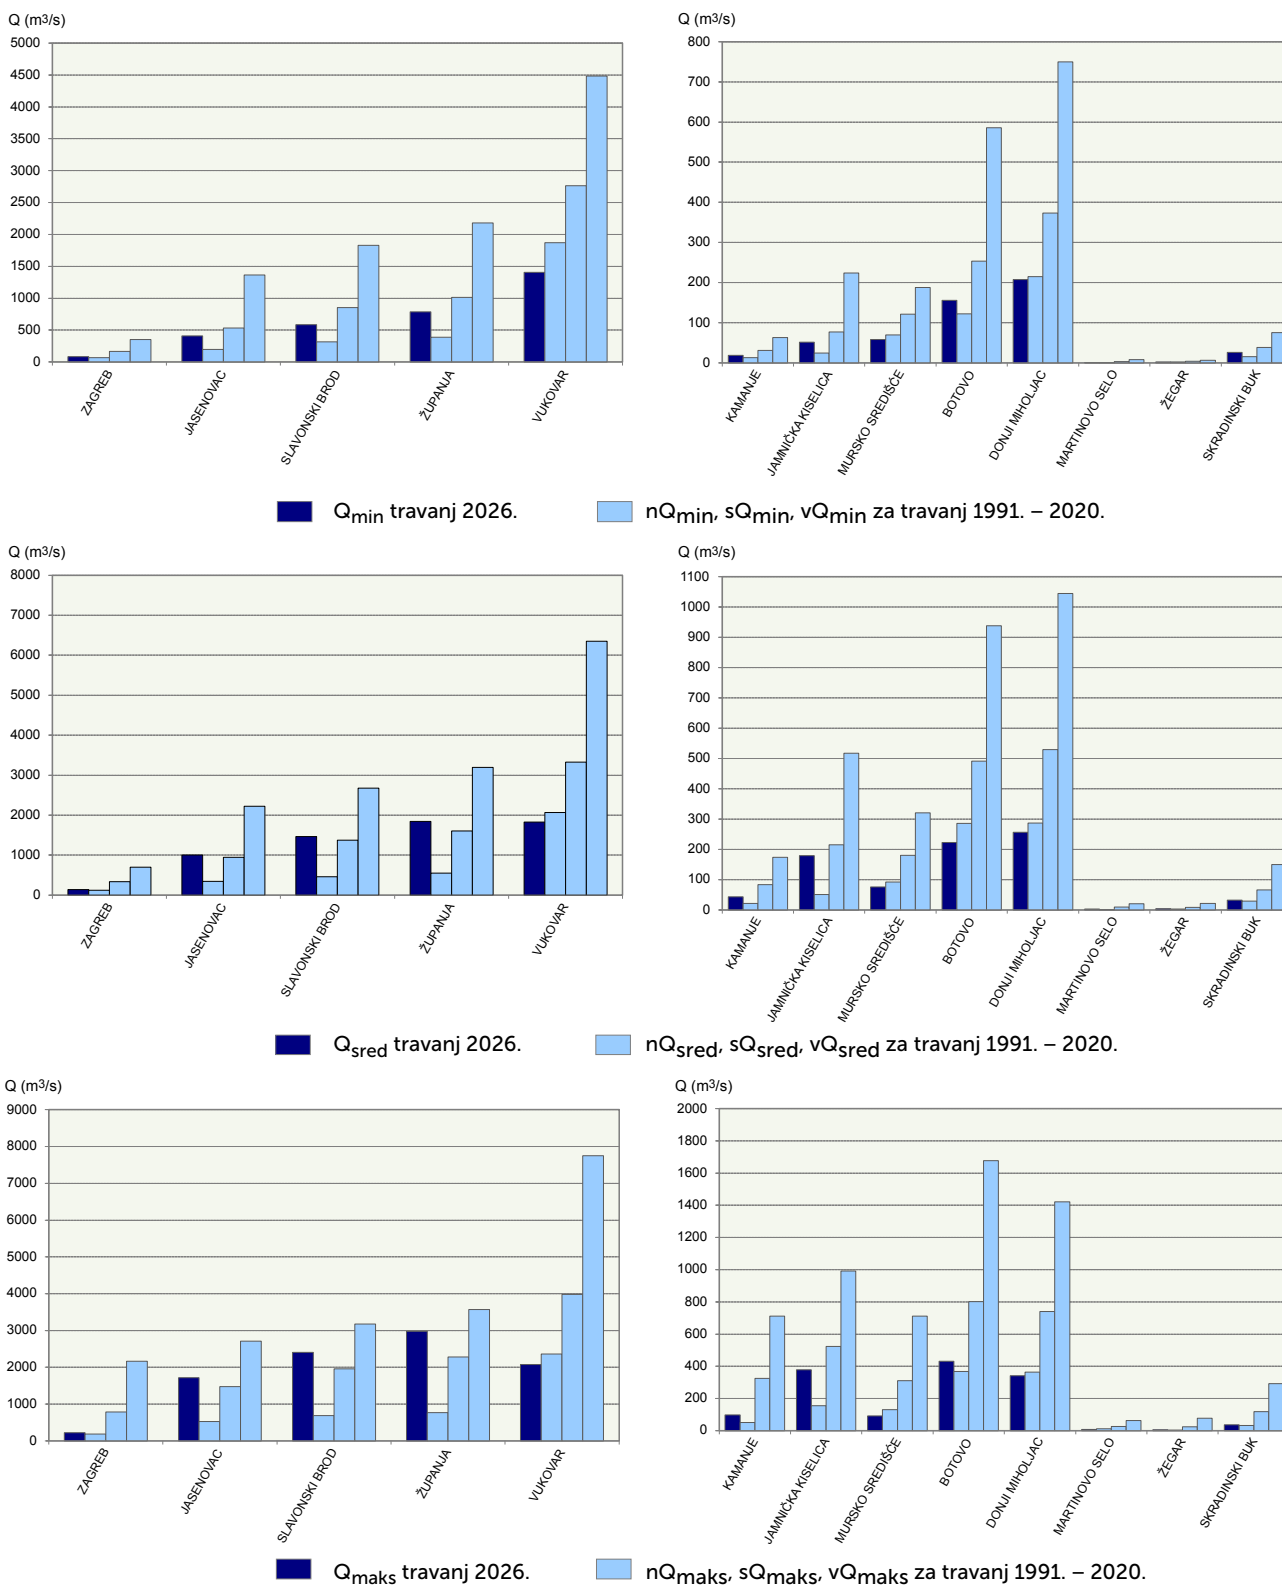 Q (m3/s)
5000
4500
4000
3500
3000
2500
2000
1500
1000
500
0
ZAGREB
JASENOVAC
SLAVONSKI BROD
ŽUPANJA
VUKOVAR
Q (m3/s)
800
700
600
500
400
300
200
100
0
KAMANJE
JAMNIČKA KISELICA
MURSKO SREDIŠĆE
BOTOVO
DONJI MIHOLJAC
MARTINOVO SELO
ŽEGAR
SKRADINSKI BUK
Qmin travanj 2026.
nQmin, sQmin, vQmin za travanj 1991. – 2020.
Q (m3/s)
8000
7000
6000
5000
4000
3000
2000
1000
0
ZAGREB
JASENOVAC
SLAVONSKI BROD
ŽUPANJA
VUKOVAR
Q (m3/s)
1100
1000
900
800
700
600
500
400
300
200
100
0
KAMANJE
JAMNIČKA KISELICA
MURSKO SREDIŠĆE
BOTOVO
DONJI MIHOLJAC
MARTINOVO SELO
ŽEGAR
SKRADINSKI BUK
Qsred travanj 2026.
nQsred, sQsred, vQsred za travanj 1991. – 2020.
Q (m3/s)
9000
8000
7000
6000
5000
4000
3000
2000
1000
0
ZAGREB
JASENOVAC
SLAVONSKI BROD
ŽUPANJA
VUKOVAR
Q (m3/s)
2000
1800
1600
1400
1200
1000
800
600
400
200
0
KAMANJE
JAMNIČKA KISELICA
MURSKO SREDIŠĆE
BOTOVO
DONJI MIHOLJAC
MARTINOVO SELO
ŽEGAR
SKRADINSKI BUK
Qmaks travanj 2026.
nQmaks, sQmaks, vQmaks za travanj 1991. – 2020.